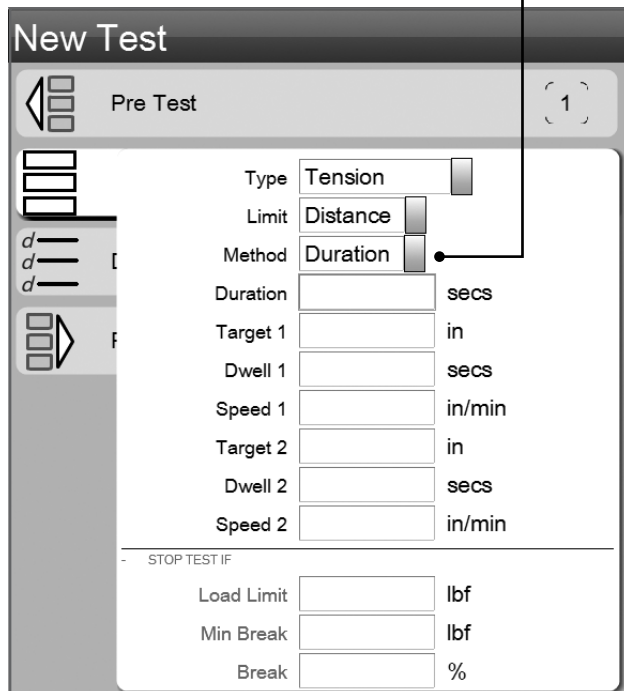 New Test
Pre Test 1
Type Tension
Limit Distance
d
d
d
Method Duration
Duration secs
Target 1 in
Dwell 1 secs
Speed 1 in/min
Target 2 in
Dwell 2 secs
Speed 2 in/min
- STOP TEST IF
Load Limit lbf
Min Break lbf
Break %